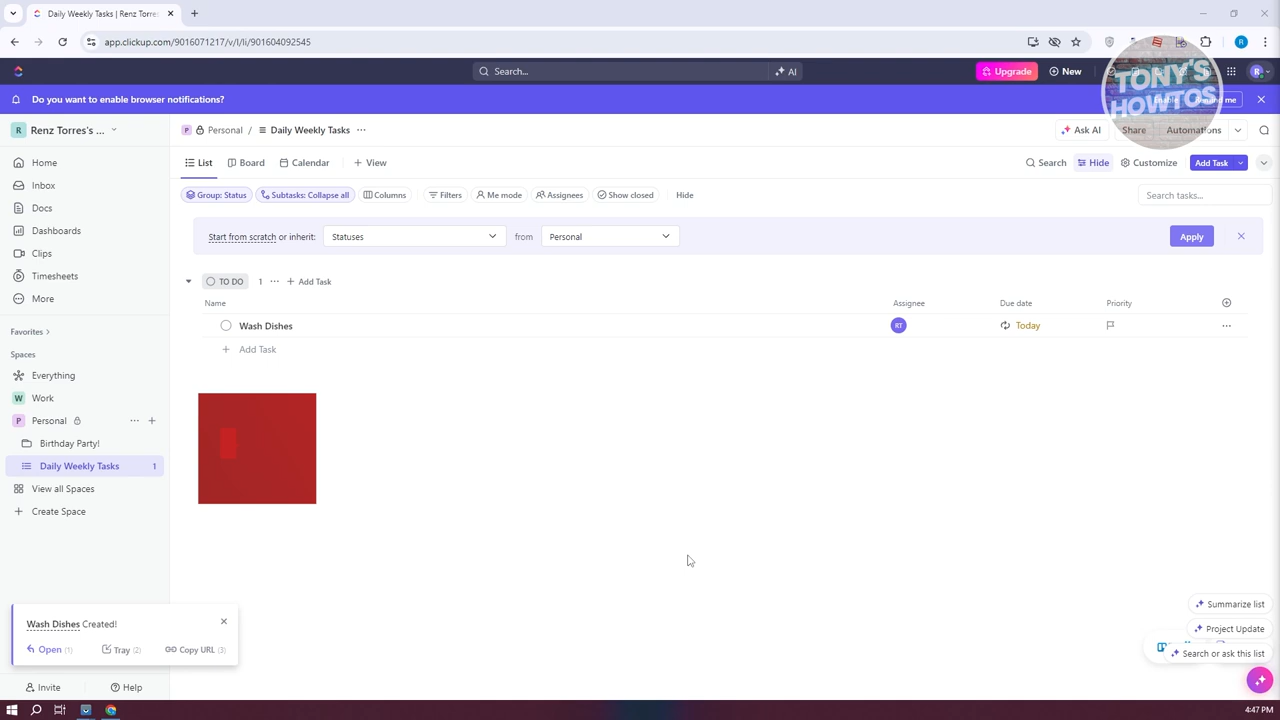 Daily Weekly Tasks | Renz Torres
app.clickup.com/9016071217/v/l/li/901604092545
Search...
AI
Upgrade
New
R
Do you want to enable browser notifications?
TONY'S
HOWTOS
R Renz Torres's ...
P Personal / Daily Weekly Tasks ...
Ask AI
Share
Automations
Home
Inbox
Docs
Dashboards
Clips
Timesheets
More
Favorites
Spaces
Everything
W Work
P Personal
Birthday Party!
Daily Weekly Tasks 1
View all Spaces
Create Space
Invite
Help
List
Board
Calendar
+ View
Search
Hide
Customize
Add Task
Group: Status
Subtasks: Collapse all
Columns
Filters
Me mode
Assignees
Show closed
Hide
Search tasks...
Start from scratch or inherit: Statuses from Personal
Apply
TO DO 1 ... + Add Task
Name Assignee Due date Priority
Wash Dishes RT Today
+ Add Task
Wash Dishes Created!
Open (1) Tray (2) Copy URL (3)
Summarize list
Project Update
Search or ask this list
4:47 PM